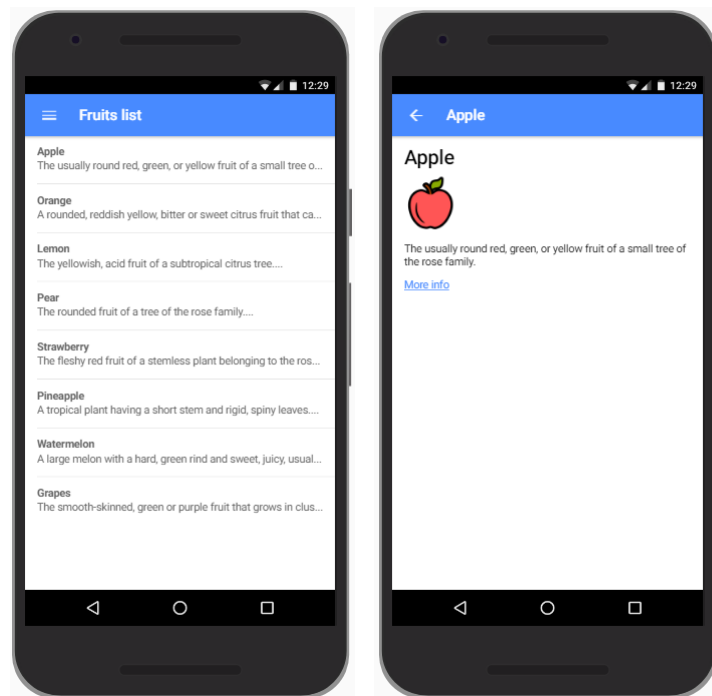 12:29
Fruits list
Apple
The usually round red, green, or yellow fruit of a small tree o...
Orange
A rounded, reddish yellow, bitter or sweet citrus fruit that ca...
Lemon
The yellowish, acid fruit of a subtropical citrus tree....
Pear
The rounded fruit of a tree of the rose family....
Strawberry
The fleshy red fruit of a stemless plant belonging to the ros...
Pineapple
A tropical plant having a short stem and rigid, spiny leaves....
Watermelon
A large melon with a hard, green rind and sweet, juicy, usual...
Grapes
The smooth-skinned, green or purple fruit that grows in clus...
12:29
Apple
Apple
The usually round red, green, or yellow fruit of a small tree of
the rose family.
More info